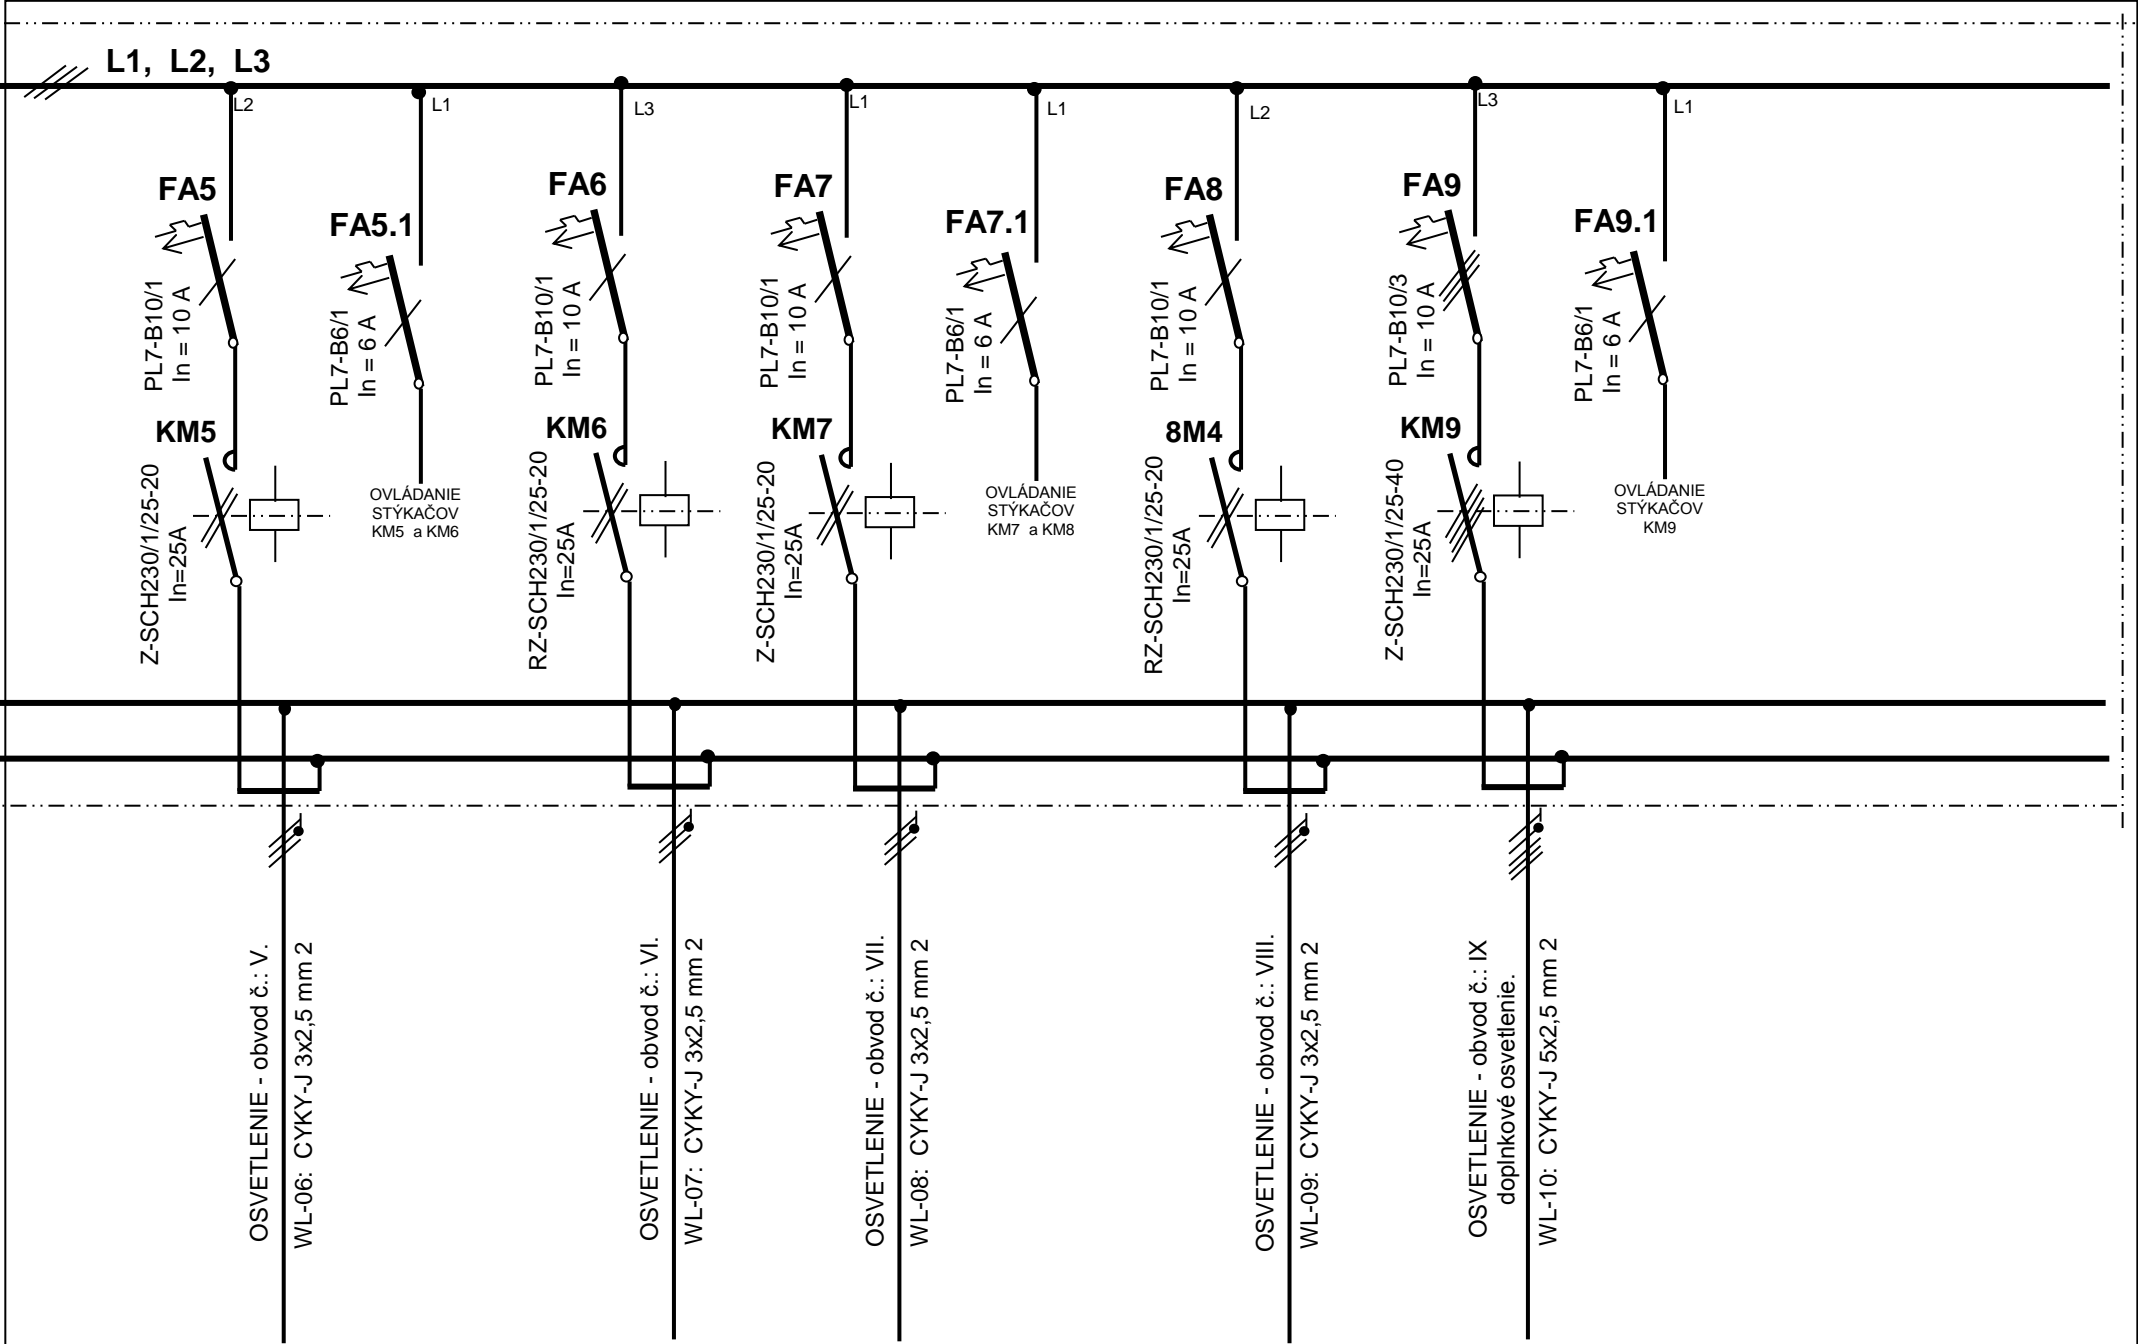 L1, L2, L3
L2
L1
L3
L1
L1
L2
L3
L1
FA5
PL7-B10/1
In = 10 A
KM5
Z-SCH230/1/25-20
In=25A
FA5.1
PL7-B6/1
In = 6 A
OVLÁDANIE
STÝKAČOV
KM5 a KM6
FA6
PL7-B10/1
In = 10 A
KM6
RZ-SCH230/1/25-20
In=25A
FA7
PL7-B10/1
In = 10 A
KM7
Z-SCH230/1/25-20
In=25A
FA7.1
PL7-B6/1
In = 6 A
OVLÁDANIE
STÝKAČOV
KM7 a KM8
FA8
PL7-B10/1
In = 10 A
8M4
RZ-SCH230/1/25-20
In=25A
FA9
PL7-B10/3
In = 10 A
KM9
Z-SCH230/1/25-40
In=25A
FA9.1
PL7-B6/1
In = 6 A
OVLÁDANIE
STÝKAČOV
KM9
OSVETLENIE - obvod č.: V.
WL-06: CYKY-J 3x2,5 mm 2
OSVETLENIE - obvod č.: VI.
WL-07: CYKY-J 3x2,5 mm 2
OSVETLENIE - obvod č.: VII.
WL-08: CYKY-J 3x2,5 mm 2
OSVETLENIE - obvod č.: VIII.
WL-09: CYKY-J 3x2,5 mm 2
OSVETLENIE - obvod č.: IX
doplnkové osvetlenie.
WL-10: CYKY-J 5x2,5 mm 2